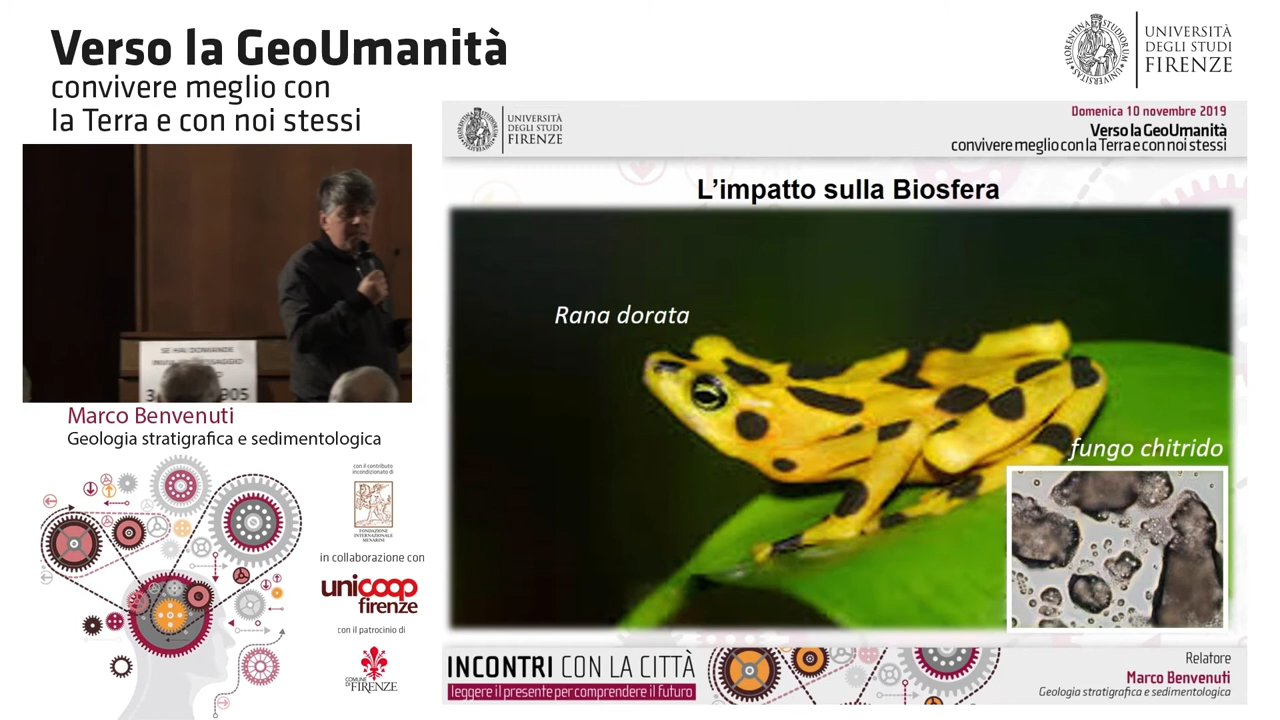 Verso la GeoUmanità
convivere meglio con
la Terra e con noi stessi
UNIVERSITÀ
DEGLI STUDI
FIRENZE
UNIVERSITÀ
DEGLI STUDI
FIRENZE
Domenica 10 novembre 2019
Verso la GeoUmanità
convivere meglio con la Terra e con noi stessi
L'impatto sulla Biosfera
Rana dorata
fungo chitrido
SE HAI DOMANDE
905
Marco Benvenuti
Geologia stratigrafica e sedimentologica
con il contributo
incondizionato di
FONDAZIONE
INTERNAZIONALE
MENARINI
in collaborazione con
unicoop
firenze
con il patrocinio di
COMUNE
DI FIRENZE
INCONTRI CON LA CITTÀ
leggere il presente per comprendere il futuro
Relatore
Marco Benvenuti
Geologia stratigrafica e sedimentologica